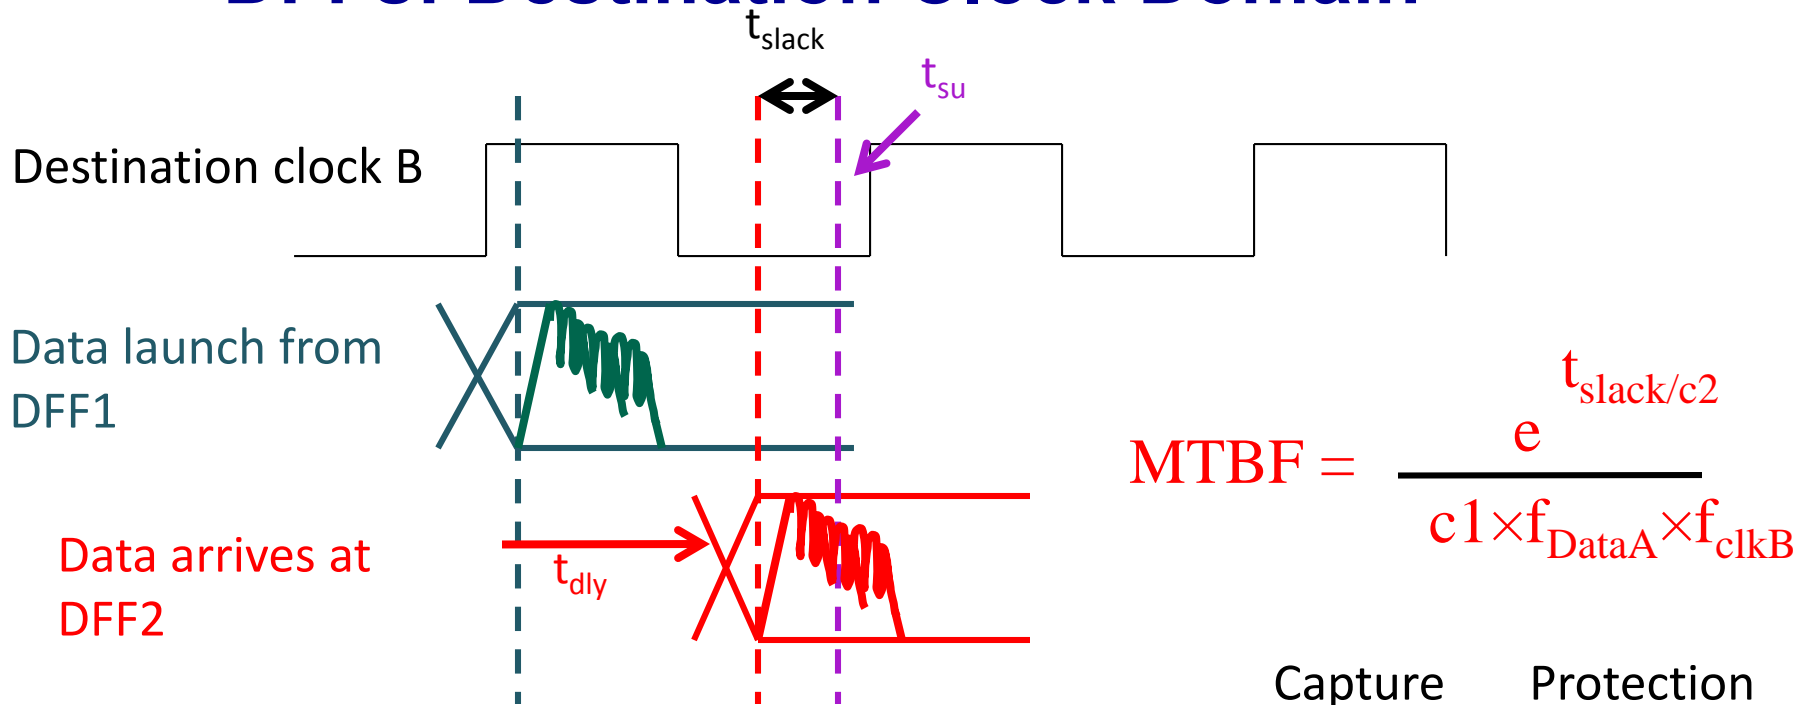 t_slack
t_su
Destination clock B
Data launch from
DFF1
t_slack/c2
e
MTBF =
c1×f_DataA×f_clkB
Data arrives at
DFF2
t_dly
Capture Protection